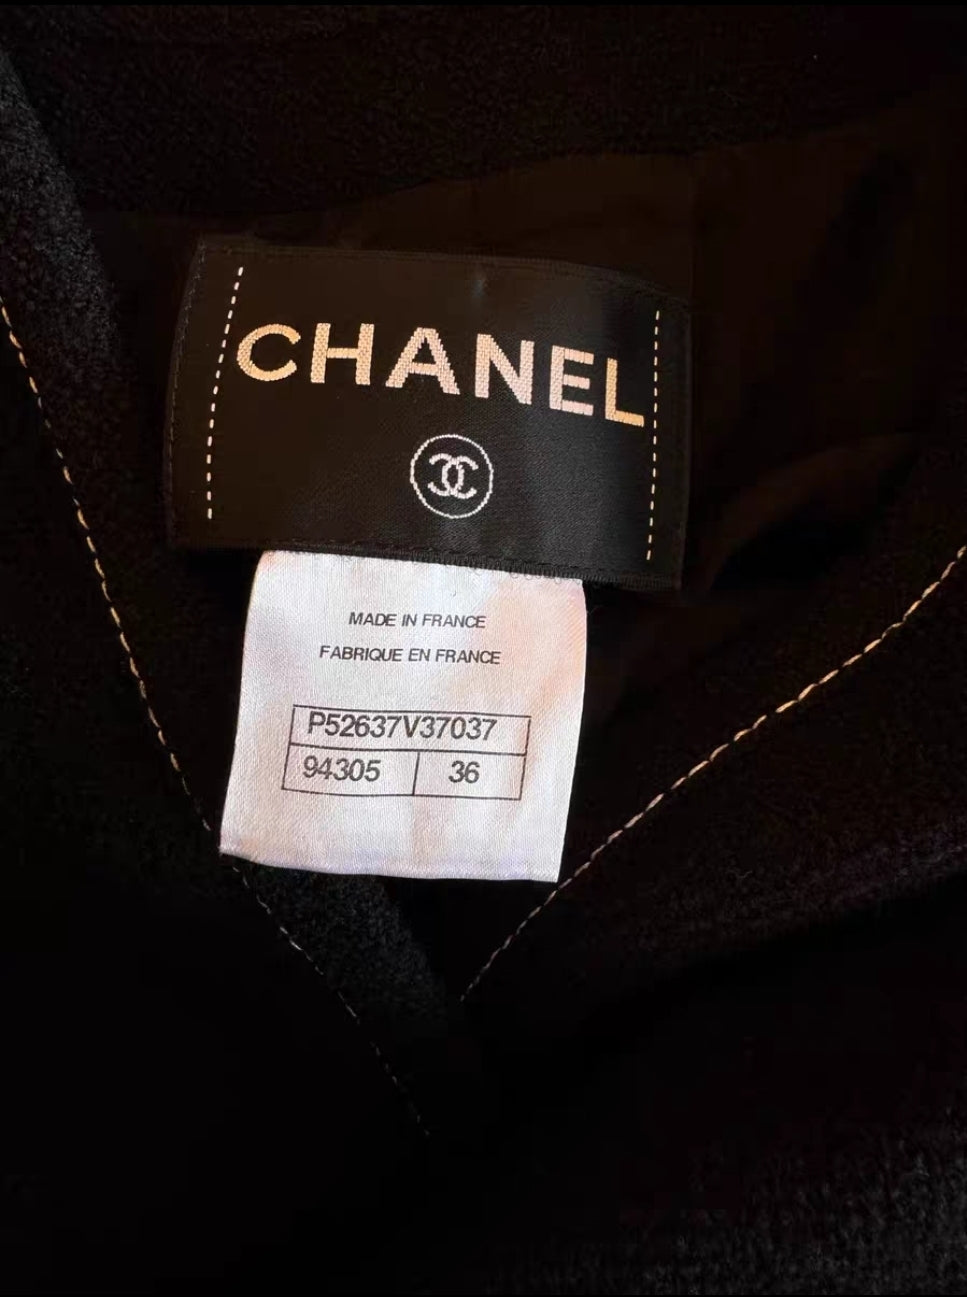 CHANEL
MADE IN FRANCE
FABRIQUE EN FRANCE
P52637V37037
94305 36